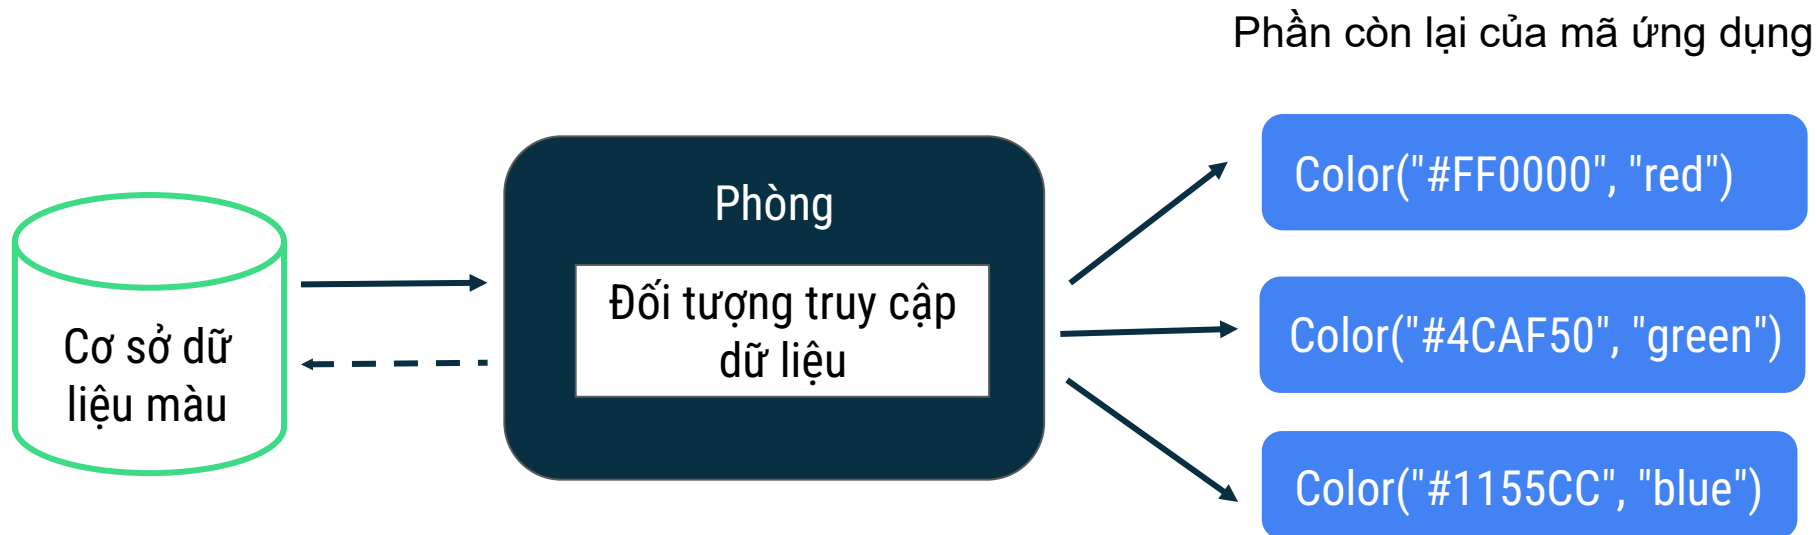 Phần còn lại của mã ứng dụng
Cơ sở dữ
liệu màu
Phòng
Đối tượng truy cập
dữ liệu
Color("#FF0000", "red")
Color("#4CAF50", "green")
Color("#1155CC", "blue")